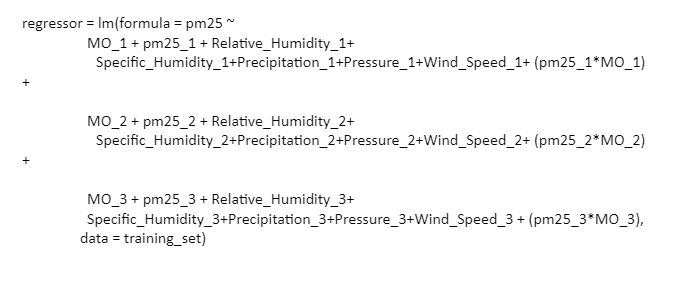 regressor = lm(formula = pm25 ~
MO_1 + pm25_1 + Relative_Humidity_1+
Specific_Humidity_1+Precipitation_1+Pressure_1+Wind_Speed_1+ (pm25_1*MO_1)
+
MO_2 + pm25_2 + Relative_Humidity_2+
Specific_Humidity_2+Precipitation_2+Pressure_2+Wind_Speed_2+ (pm25_2*MO_2)
+
MO_3 + pm25_3 + Relative_Humidity_3+
Specific_Humidity_3+Precipitation_3+Pressure_3+Wind_Speed_3 + (pm25_3*MO_3),
data = training_set)